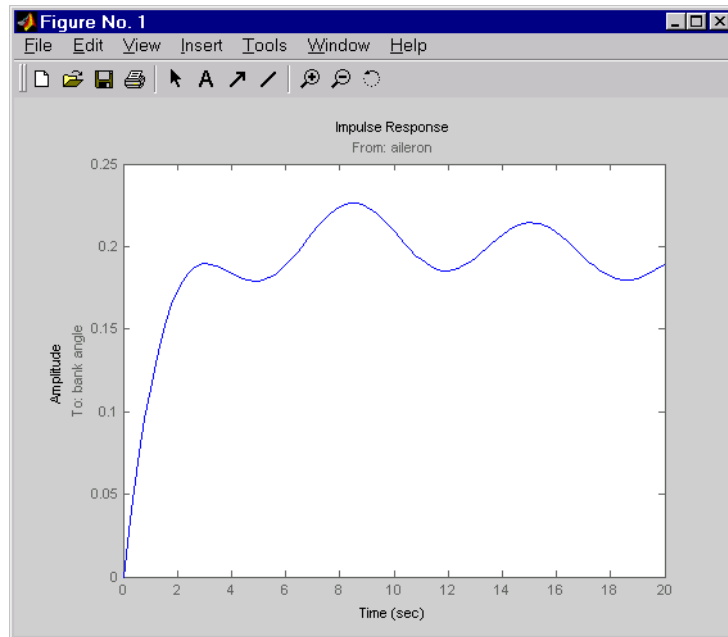 Figure No. 1
File Edit View Insert Tools Window Help
A
Impulse Response
From: aileron
Amplitude
To: bank angle
0.25
0.2
0.15
0.1
0.05
0
0 2 4 6 8 10 12 14 16 18 20
Time (sec)